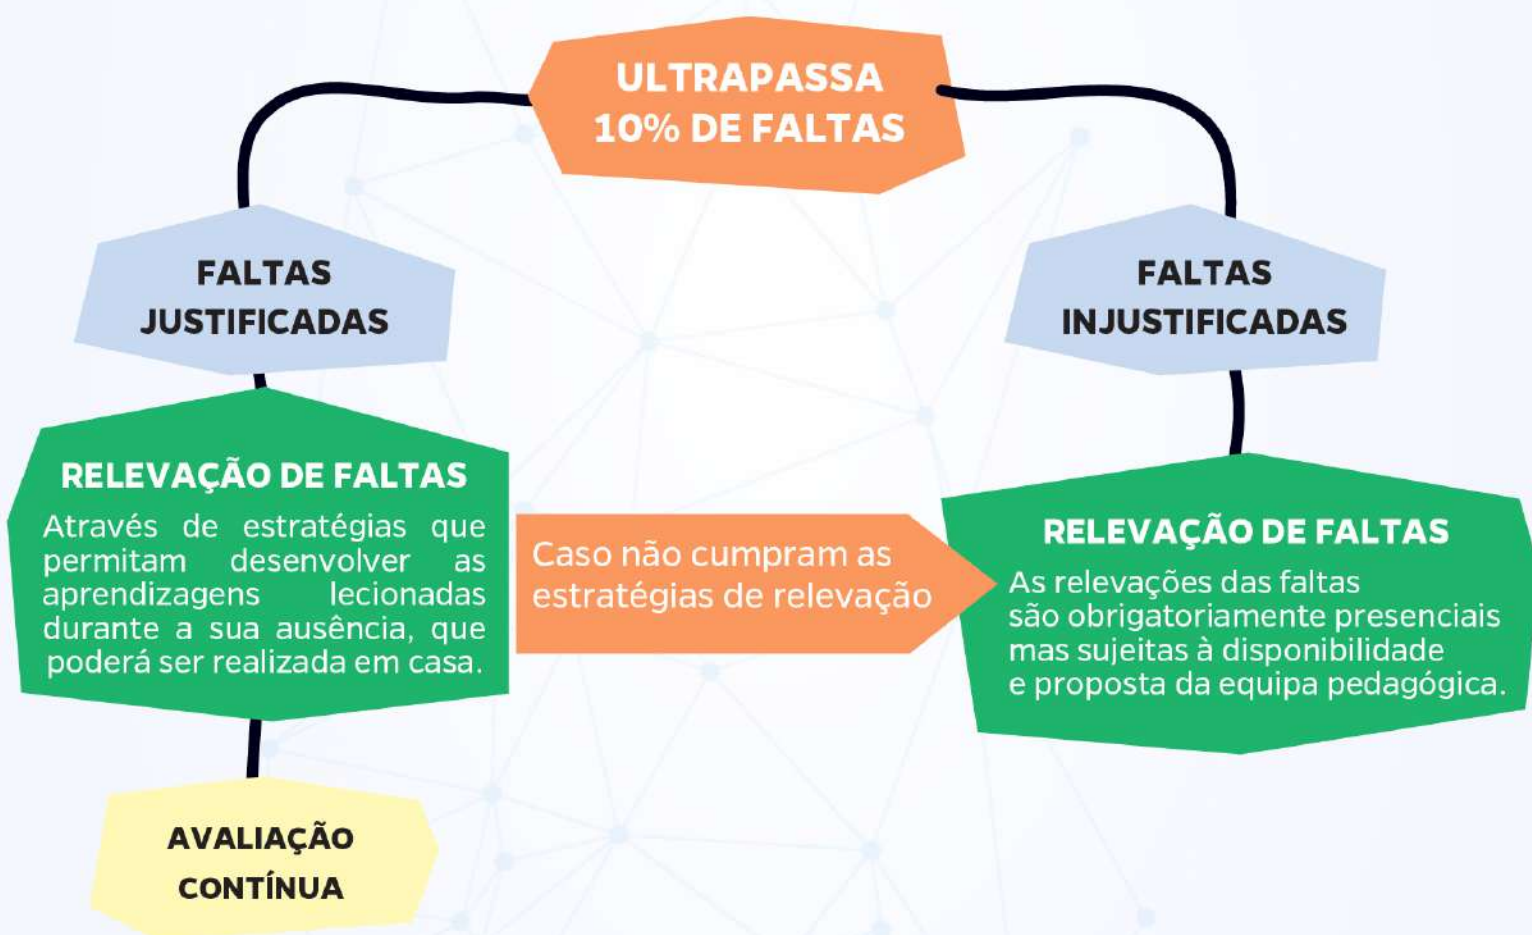 ULTRAPASSA
10% DE FALTAS
FALTAS
JUSTIFICADAS
RELEVAÇÃO DE FALTAS
Através de estratégias que
permitam desenvolver as
aprendizagens lecionadas
durante a sua ausência, que
poderá ser realizada em casa.
AVALIAÇÃO
CONTÍNUA
Caso não cumpram as
estratégias de relevação
FALTAS
INJUSTIFICADAS
RELEVAÇÃO DE FALTAS
As relevações das faltas
são obrigatoriamente presenciais
mas sujeitas à disponibilidade
e proposta da equipa pedagógica.